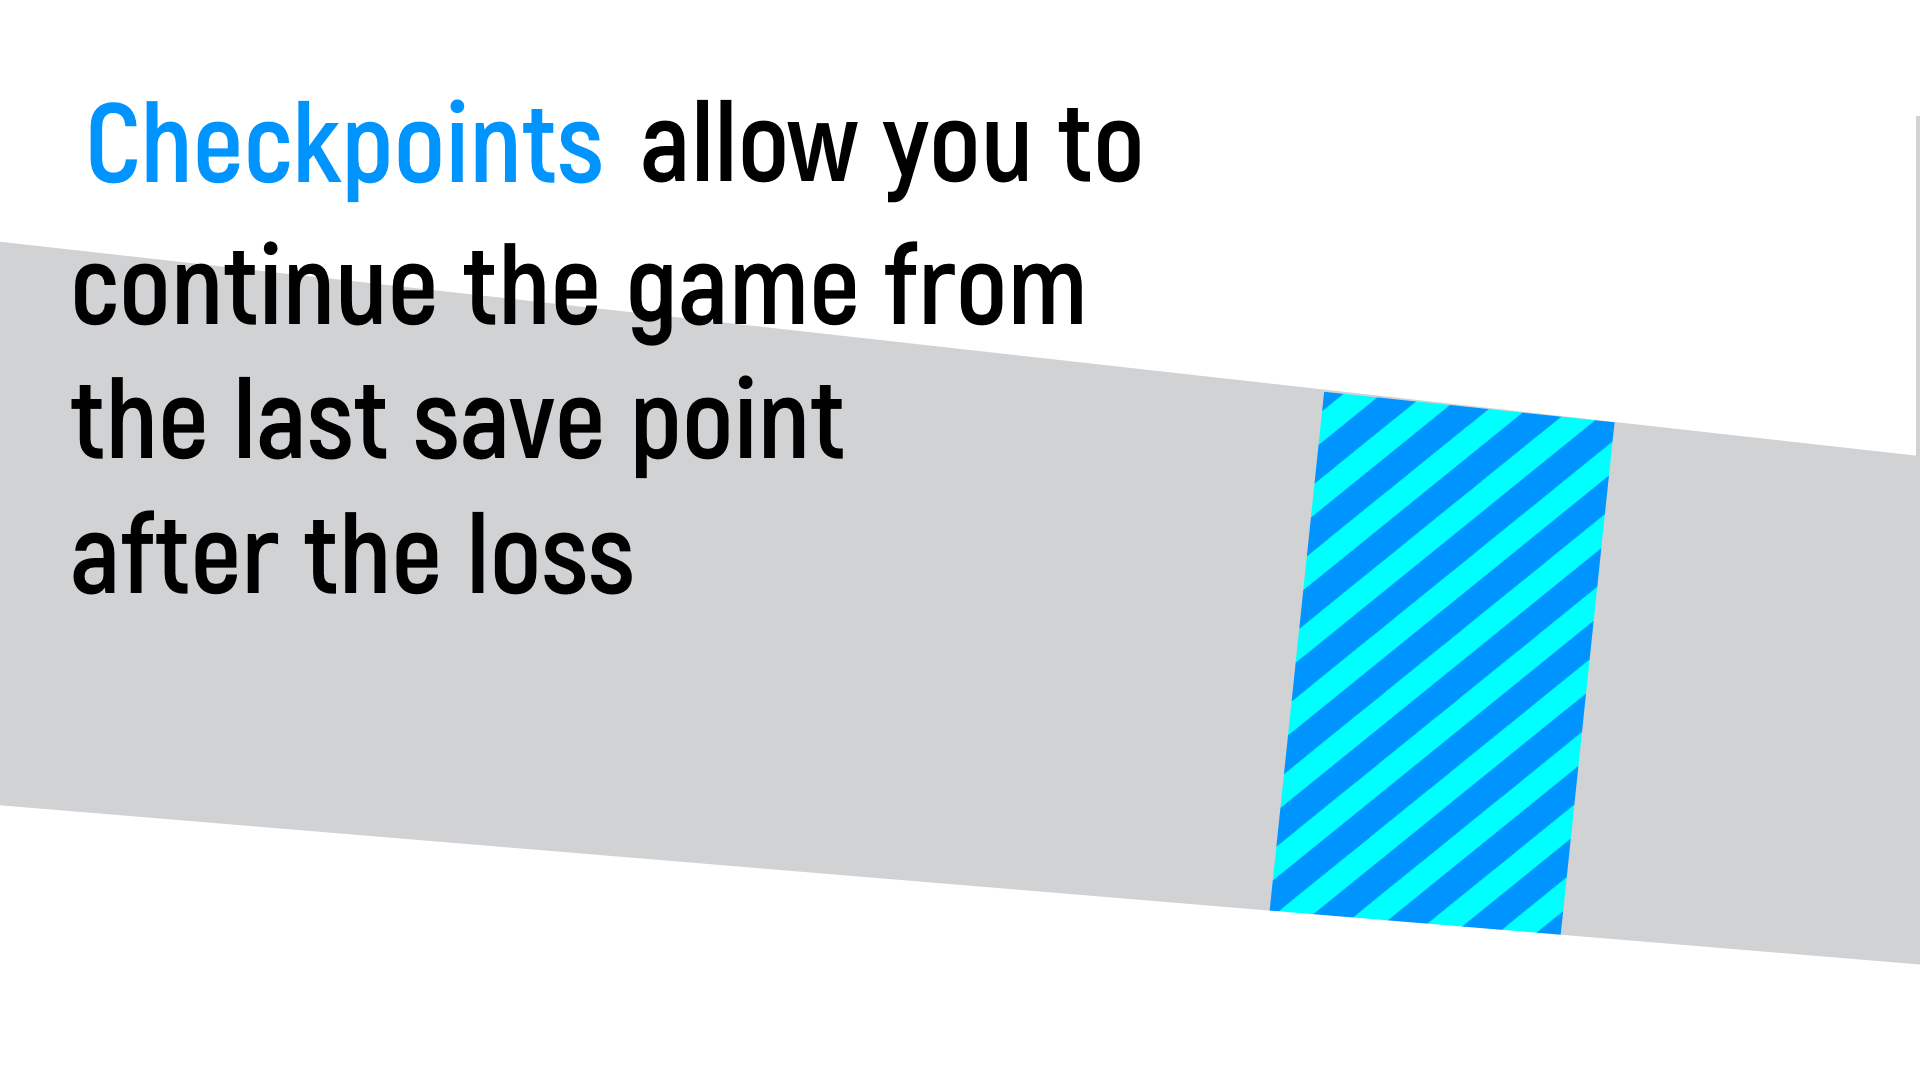 Checkpoints allow you to
continue the game from
the last save point
after the loss